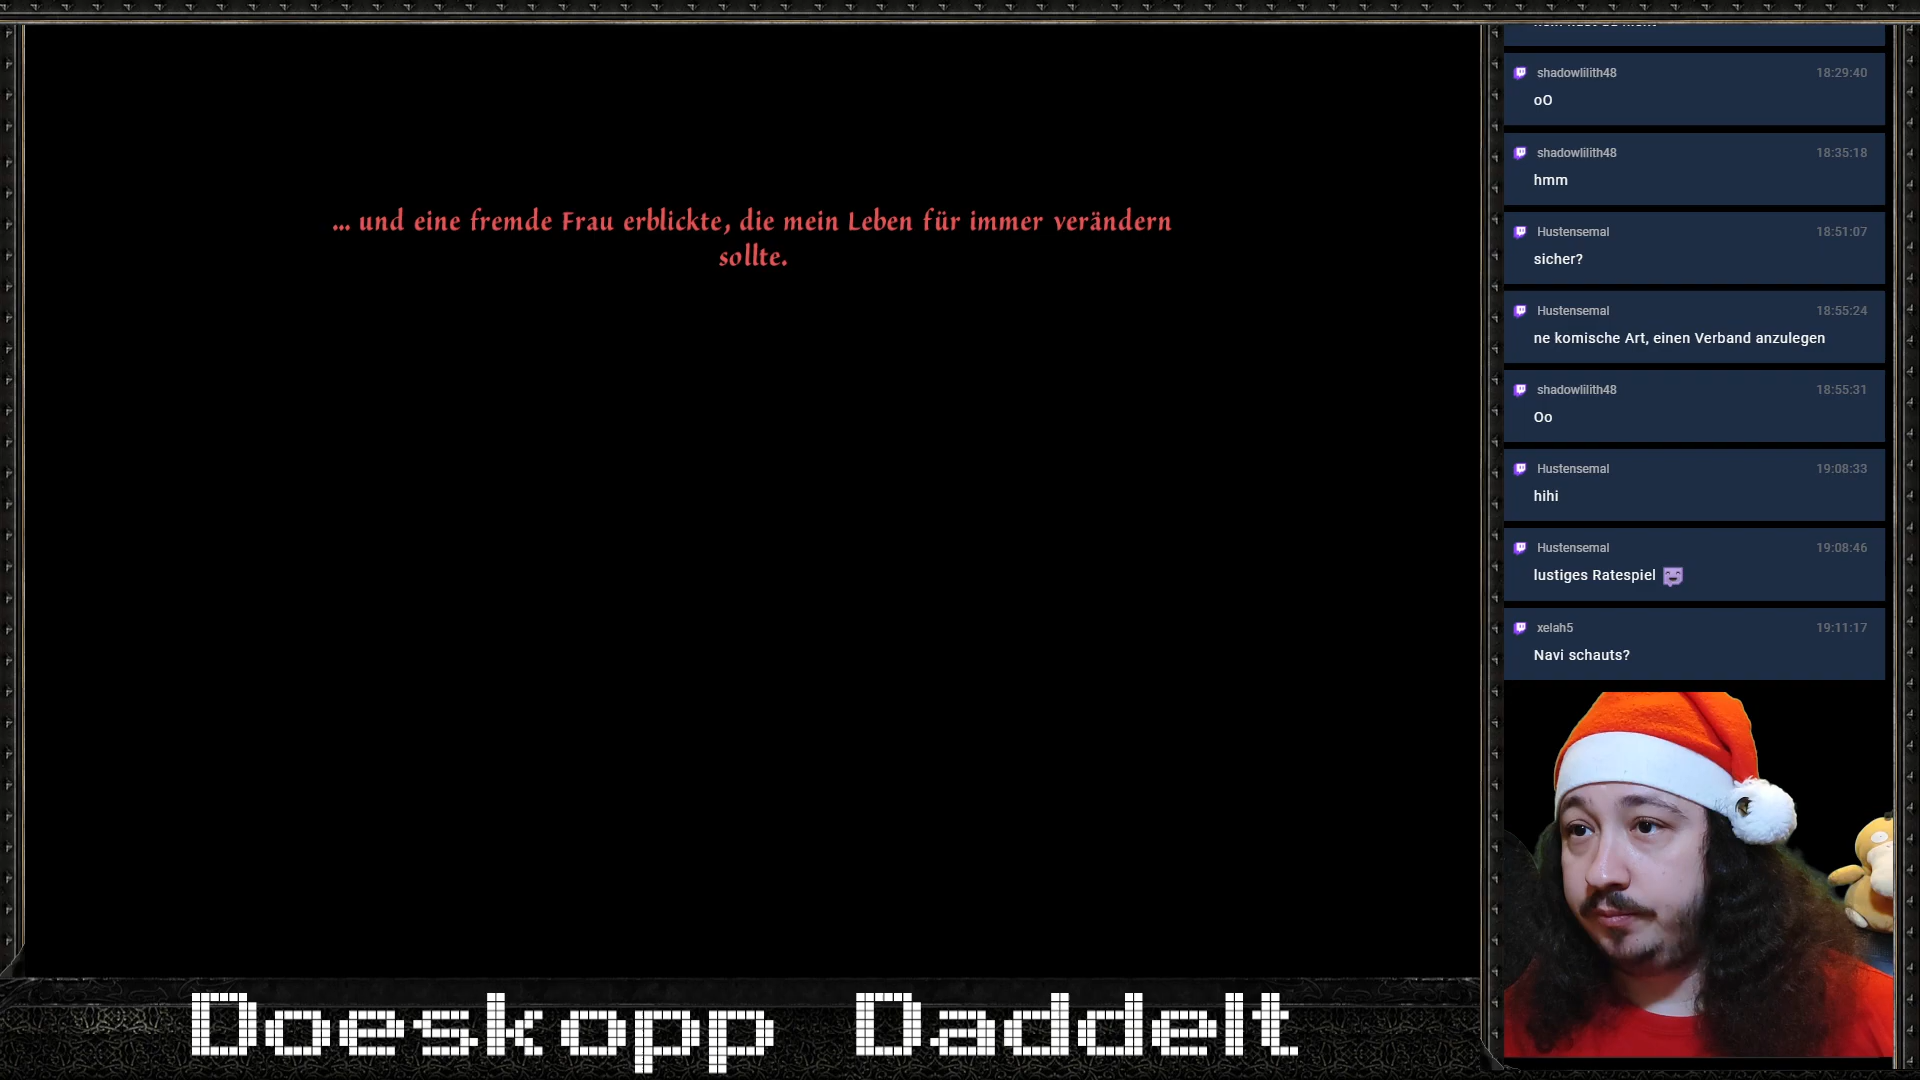 ... und eine fremde Frau erblickte, die mein Leben für immer verändern
sollte.
shadowlilith48 18:29:40
oO
shadowlilith48 18:35:18
hmm
Hustensemal 18:51:07
sicher?
Hustensemal 18:55:24
ne komische Art, einen Verband anzulegen
shadowlilith48 18:55:31
Oo
Hustensemal 19:08:33
hihi
Hustensemal 19:08:46
lustiges Ratespiel
xelah5 19:11:17
Navi schauts?
Doeskopp Daddelt